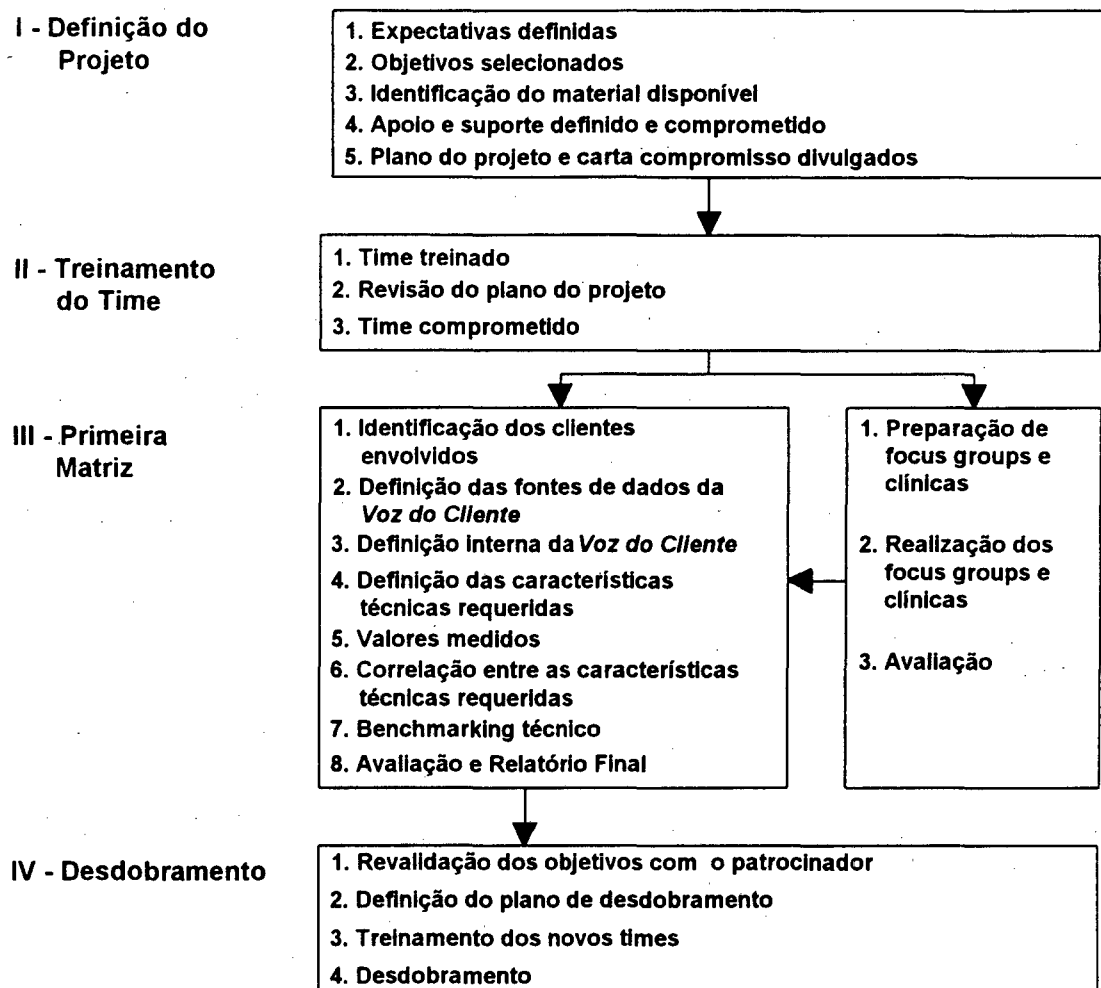 I - Definição do
Projeto
1. Expectativas definidas
2. Objetivos selecionados
3. Identificação do material disponível
4. Apoio e suporte definido e comprometido
5. Plano do projeto e carta compromisso divulgados
II - Treinamento
do Time
1. Time treinado
2. Revisão do plano do projeto
3. Time comprometido
III - Primeira
Matriz
1. Identificação dos clientes
envolvidos
2. Definição das fontes de dados da
Voz do Cliente
3. Definição interna da Voz do Cliente
4. Definição das características
técnicas requeridas
5. Valores medidos
6. Correlação entre as características
técnicas requeridas
7. Benchmarking técnico
8. Avaliação e Relatório Final
1. Preparação de
focus groups e
clínicas
2. Realização dos
focus groups e
clínicas
3. Avaliação
IV - Desdobramento
1. Revalidação dos objetivos com o patrocinador
2. Definição do plano de desdobramento
3. Treinamento dos novos times
4. Desdobramento